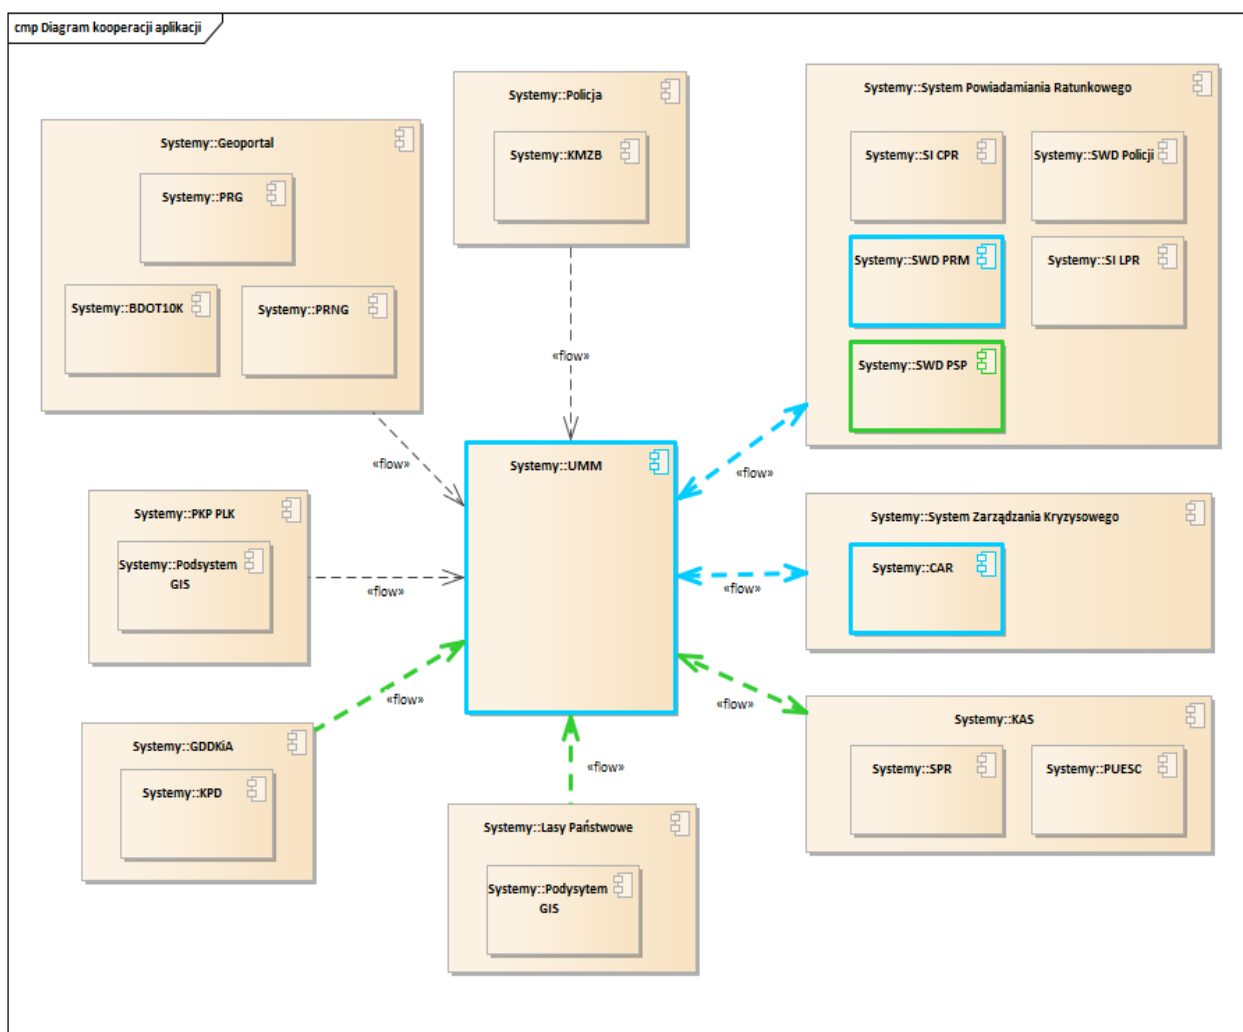 cmp Diagram kooperacji aplikacji
Systemy::Policja
Systemy::KMZB
Systemy::System Powiadamiania Ratunkowego
Systemy::SI CPR
Systemy::SWD Policji
Systemy::SWD PRM
Systemy::SI LPR
Systemy::SWD PSP
Systemy::Geoportal
Systemy::PRG
Systemy::BDOT10K
Systemy::PRNG
«flow»
«flow»
«flow»
Systemy::UMM
Systemy::PKP PLK
Systemy::Podsystem
GIS
«flow»
Systemy::System Zarządzania Kryzysowego
Systemy::CAR
«flow»
Systemy::GDDKiA
Systemy::KPD
«flow»
Systemy::KAS
Systemy::SPR
Systemy::PUESC
«flow»
«flow»
Systemy::Lasy Państwowe
Systemy::Podysytem
GIS